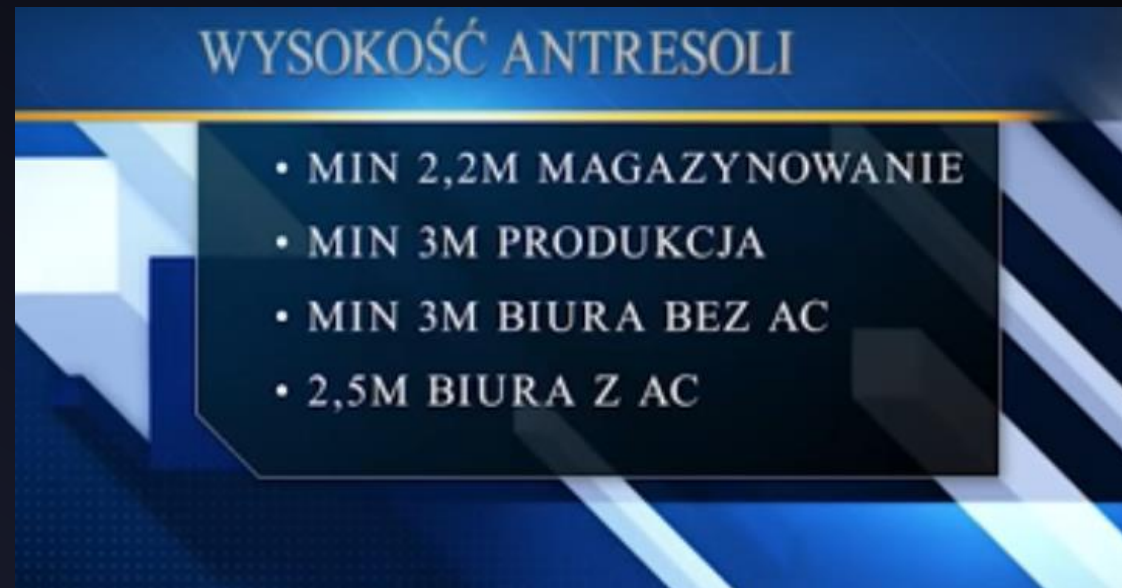 WYSOKOŚĆ ANTRESOLI
• MIN 2,2M MAGAZYNOWANIE
• MIN 3M PRODUKCJA
• MIN 3M BIURA BEZ AC
• 2,5M BIURA Z AC